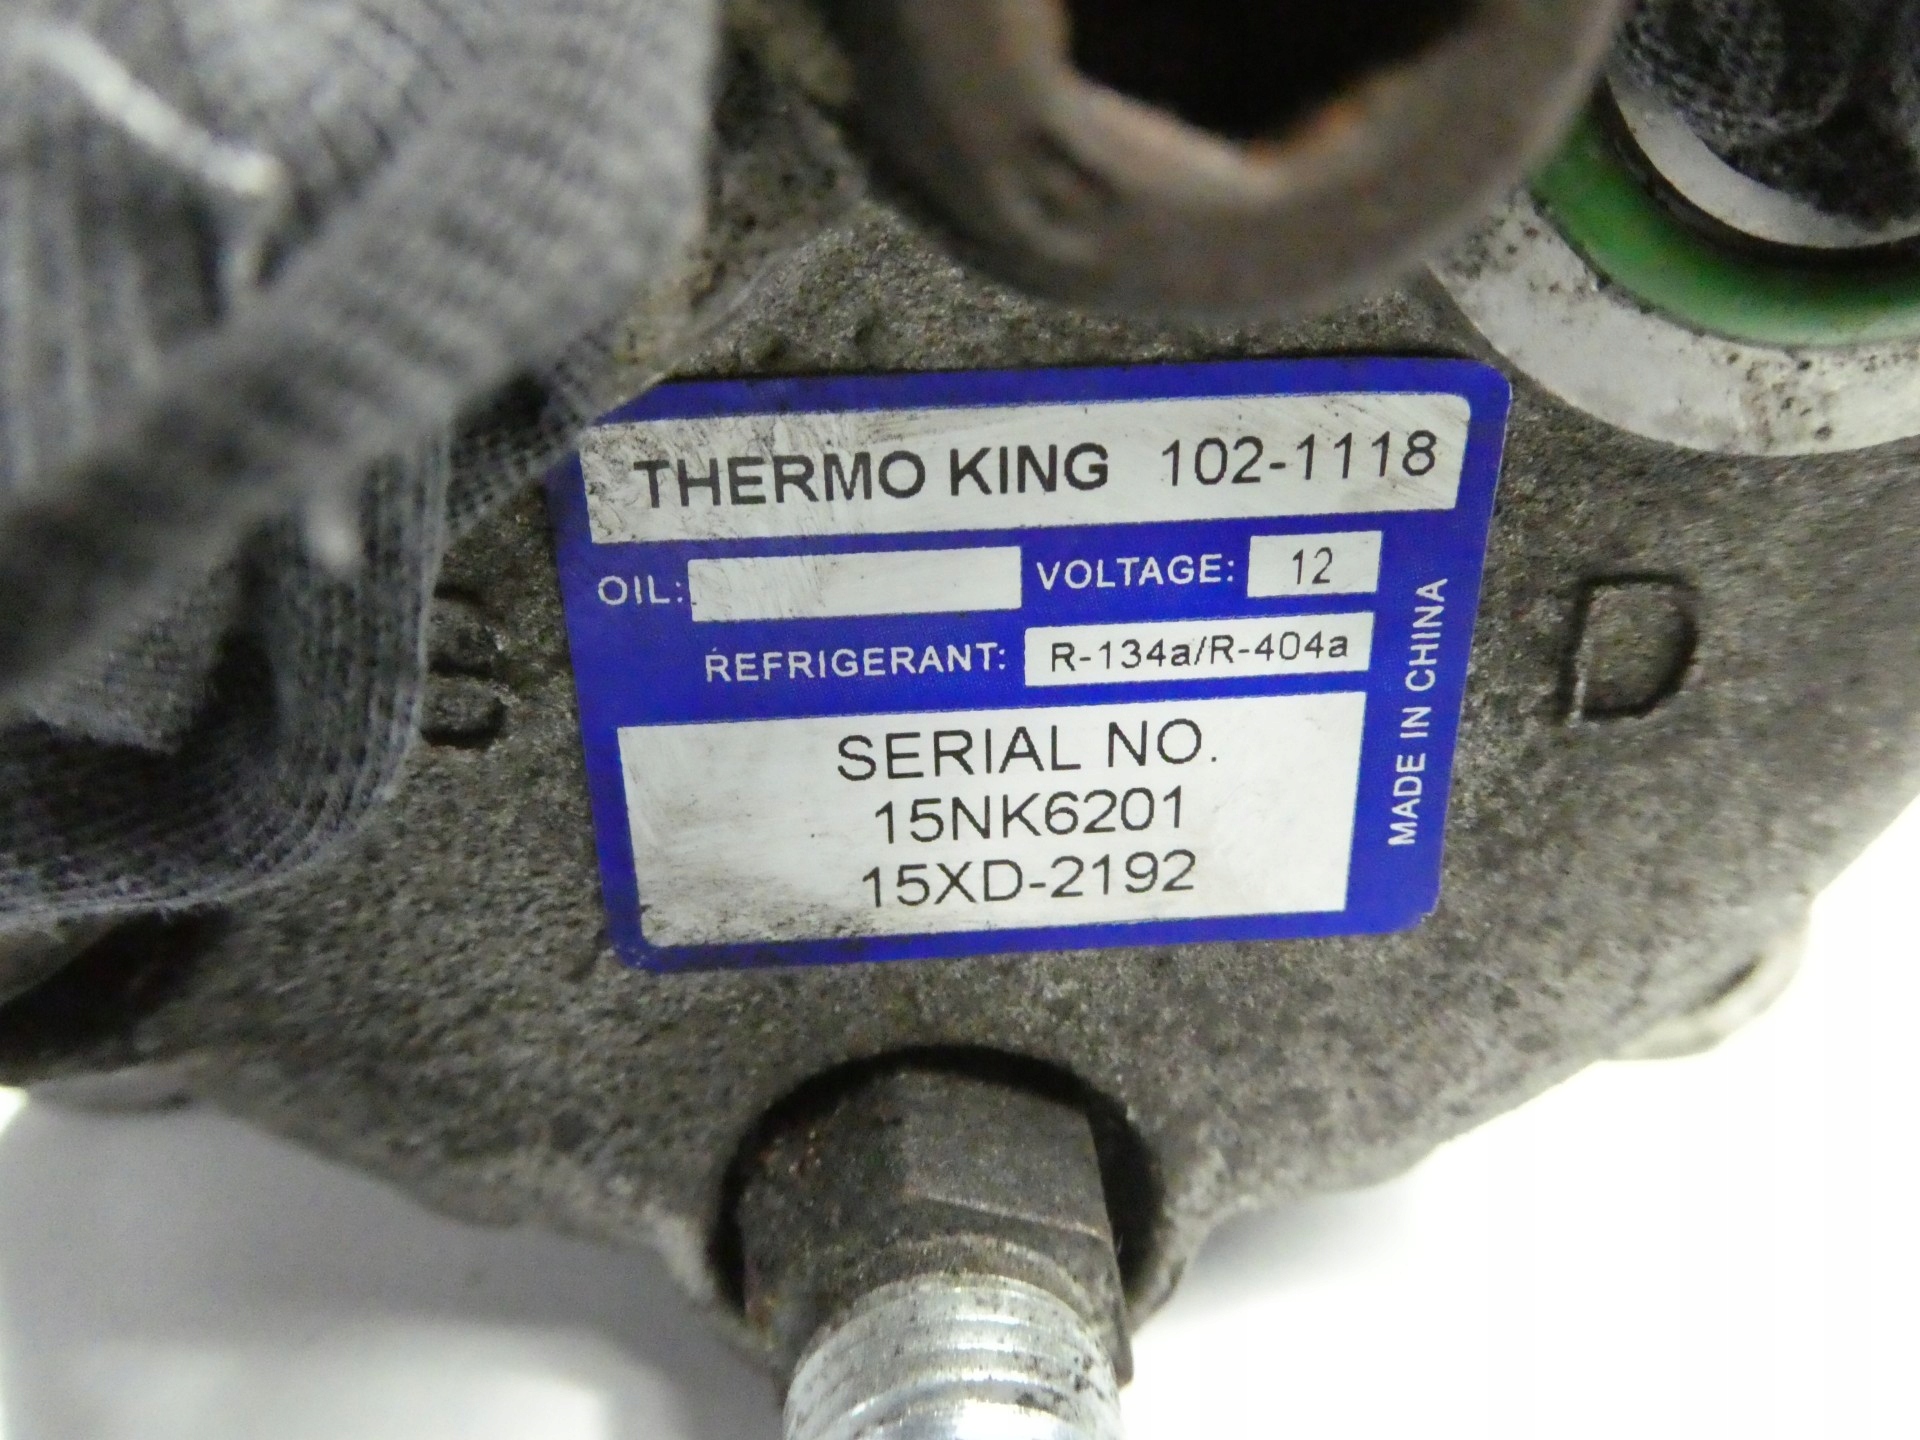 THERMO KING 102-1118
OIL: VOLTAGE: 12
REFRIGERANT: R-134a/R-404a
SERIAL NO.
15NK6201
15XD-2192
MADE IN CHINA
D